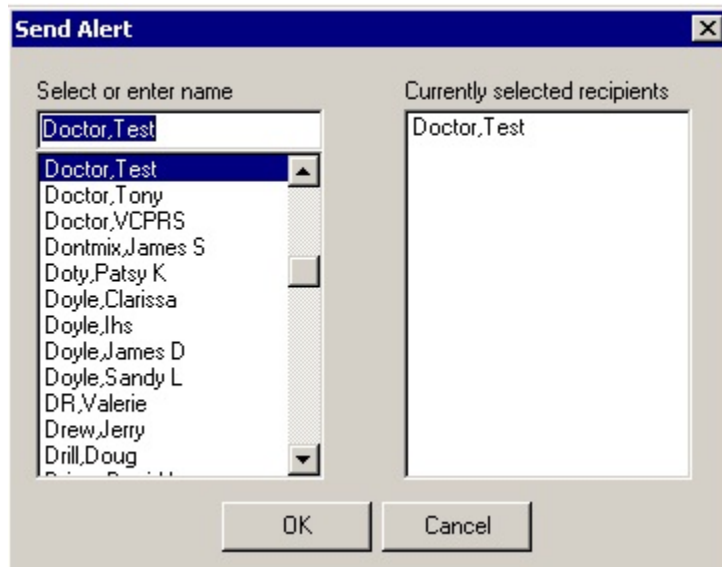 Send Alert
Select or enter name
Doctor,Test
Doctor,Test
Doctor,Tony
Doctor,VCPRS
Dontmix,James S
Doty,Patsy K
Doyle,Clarissa
Doyle,Ihs
Doyle,James D
Doyle,Sandy L
DR,Valerie
Drew,Jerry
Drill,Doug
Currently selected recipients
Doctor,Test
OK
Cancel